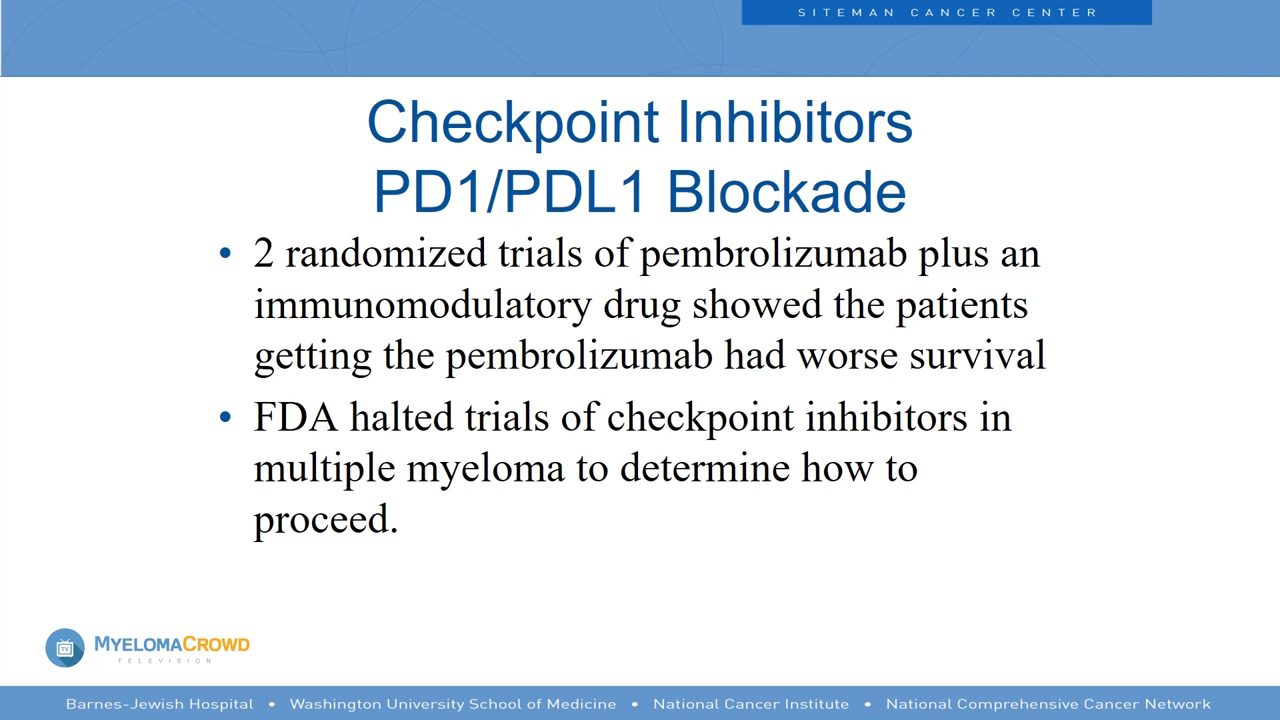 SITEMAN CANCER CENTER
Checkpoint Inhibitors
PD1/PDL1 Blockade
• 2 randomized trials of pembrolizumab plus an
immunomodulatory drug showed the patients
getting the pembrolizumab had worse survival
• FDA halted trials of checkpoint inhibitors in
multiple myeloma to determine how to
proceed.
TV
MYELOMACROWD
TELEVISION
Barnes-Jewish Hospital • Washington University School of Medicine • National Cancer Institute • National Comprehensive Cancer Network